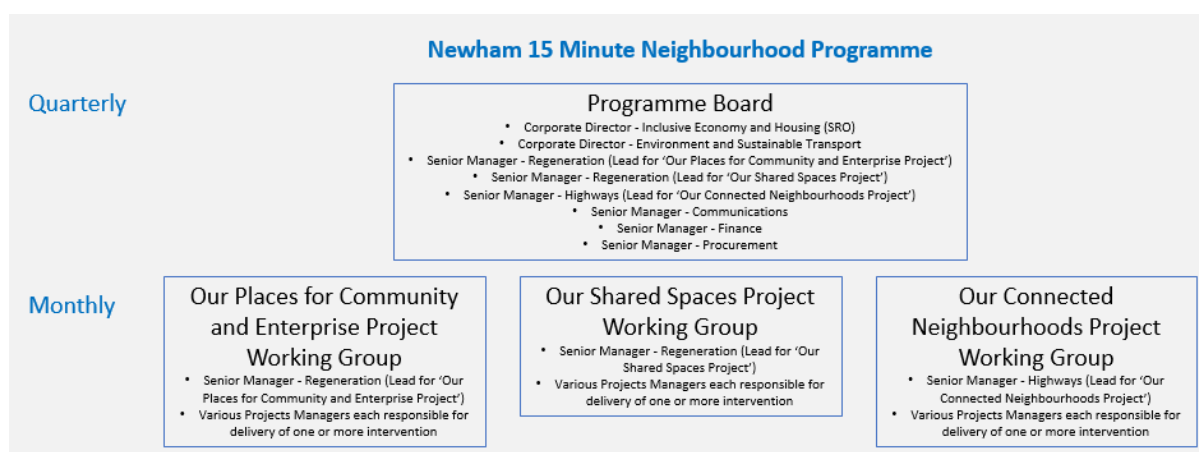 Newham 15 Minute Neighbourhood Programme
Quarterly
Programme Board
• Corporate Director - Inclusive Economy and Housing (SRO)
• Corporate Director - Environment and Sustainable Transport
• Senior Manager - Regeneration (Lead for ‘Our Places for Community and Enterprise Project’)
• Senior Manager - Regeneration (Lead for ‘Our Shared Spaces Project’)
• Senior Manager - Highways (Lead for ‘Our Connected Neighbourhoods Project’)
• Senior Manager - Communications
• Senior Manager - Finance
• Senior Manager - Procurement
Monthly
Our Places for Community
and Enterprise Project
Working Group
• Senior Manager - Regeneration (Lead for ‘Our
Places for Community and Enterprise Project’)
• Various Projects Managers each responsible for
delivery of one or more intervention
Our Shared Spaces Project
Working Group
• Senior Manager - Regeneration (Lead for ‘Our
Shared Spaces Project’)
• Various Projects Managers each responsible for
delivery of one or more intervention
Our Connected
Neighbourhoods Project
Working Group
• Senior Manager - Highways (Lead for ‘Our
Connected Neighbourhoods Project’)
• Various Projects Managers each responsible for
delivery of one or more intervention